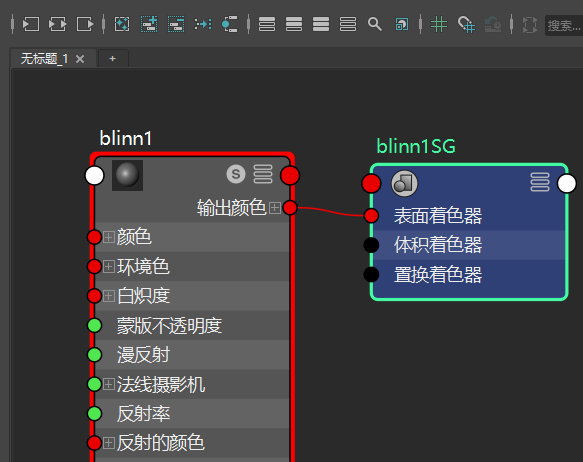 搜索...
无标题_1
blinn1
blinn1SG
S
输出颜色
表面着色器
颜色
体积着色器
环境色
置换着色器
白炽度
蒙版不透明度
漫反射
法线摄影机
反射率
反射的颜色